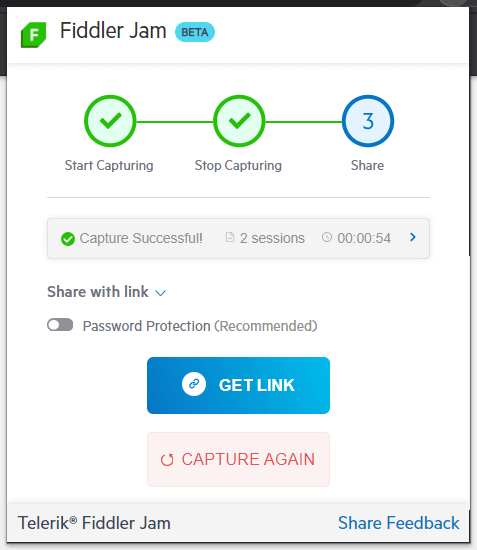 F Fiddler Jam BETA
3
Start Capturing Stop Capturing Share
Capture Successful! 2 sessions 00:00:54
Share with link
Password Protection (Recommended)
GET LINK
CAPTURE AGAIN
Telerik® Fiddler Jam Share Feedback